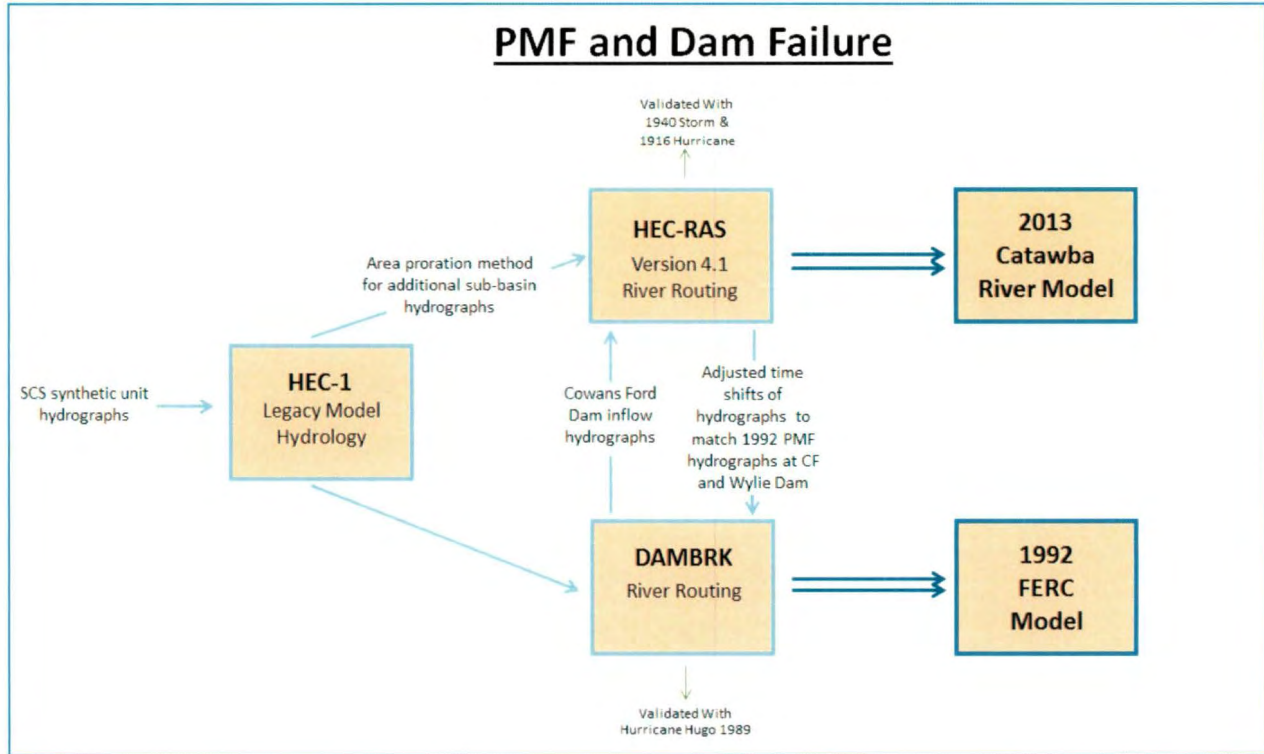 PMF and Dam Failure
Validated With
1940 Storm &
1916 Hurricane
HEC-RAS
Version 4.1
River Routing
2013
Catawba
River Model
Area proration method
for additional sub-basin
hydrographs
SCS synthetic unit
hydrographs
HEC-1
Legacy Model
Hydrology
Cowans Ford
Dam inflow
hydrographs
Adjusted time
shifts of
hydrographs to
match 1992 PMF
hydrographs at CF
and Wylie Dam
DAMBRK
River Routing
1992
FERC
Model
Validated With
Hurricane Hugo 1989